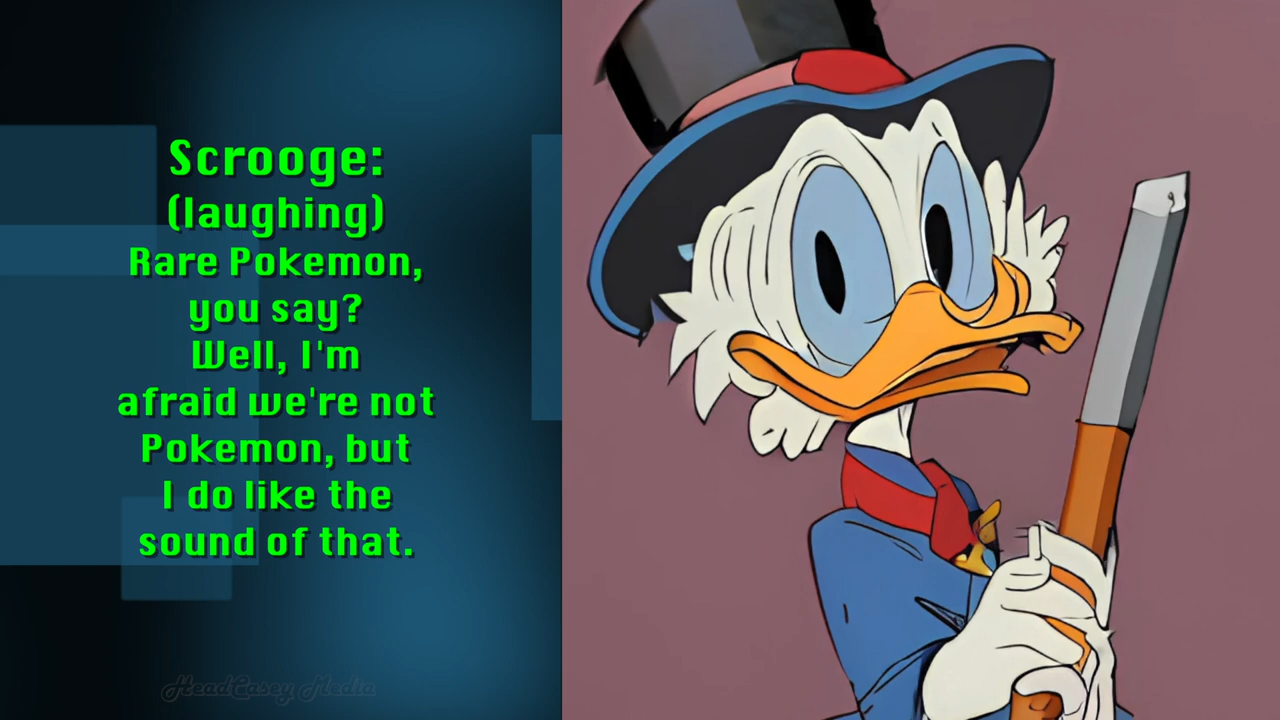 Scrooge:
(laughing)
Rare Pokemon,
you say?
Well, I'm
afraid we're not
Pokemon, but
I do like the
sound of that.
HeadCasey Media